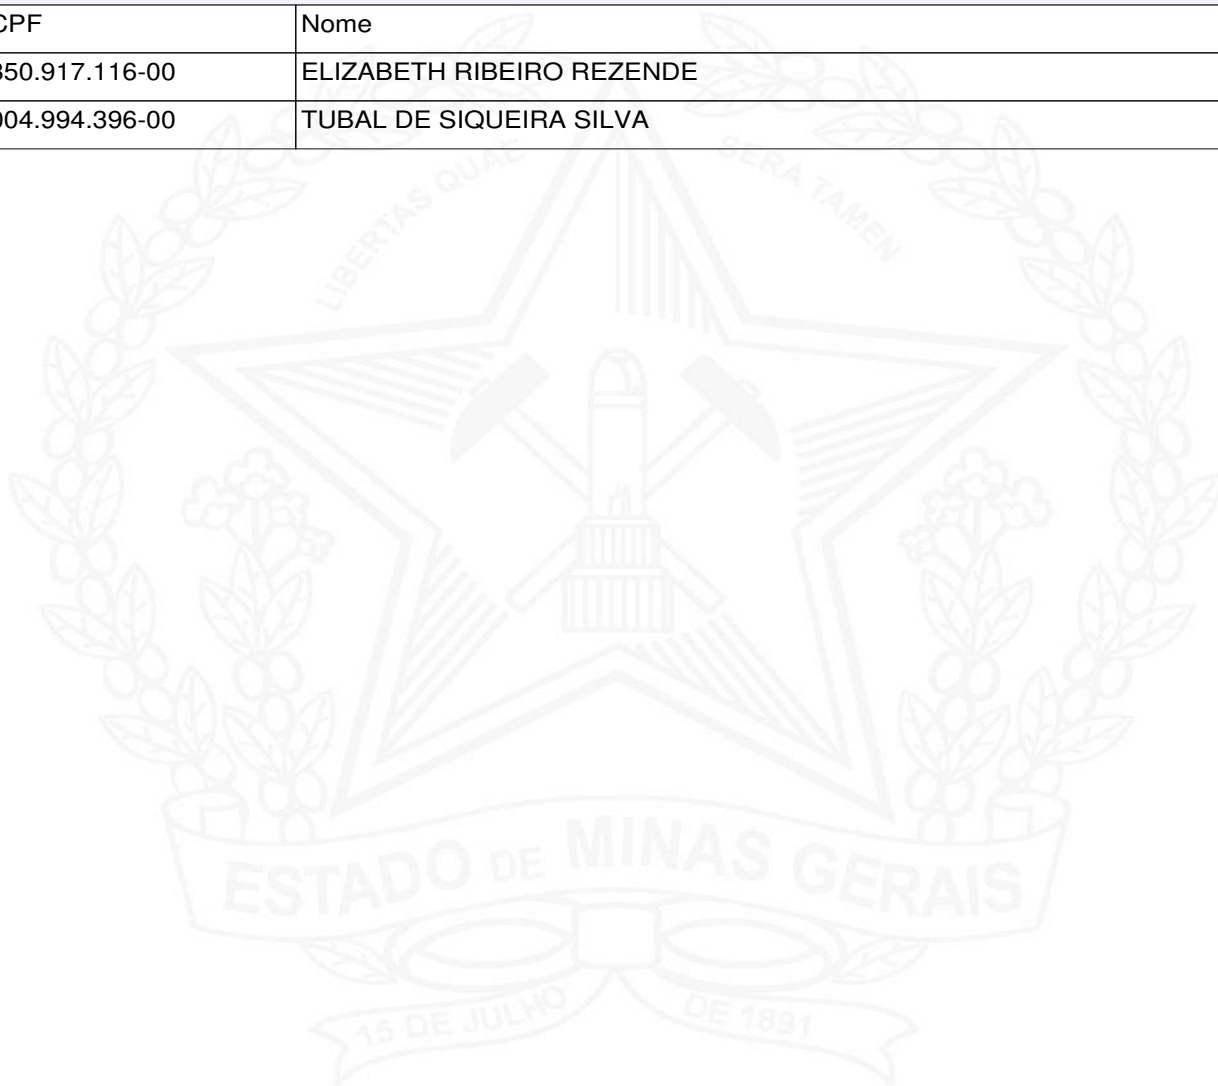 CPF Nome
850.917.116-00 ELIZABETH RIBEIRO REZENDE
004.994.396-00 TUBAL DE SIQUEIRA SILVA
LIBERTAS QUAE SERA TAMEN
ESTADO DE MINAS GERAIS
15 DE JULHO DE 1891